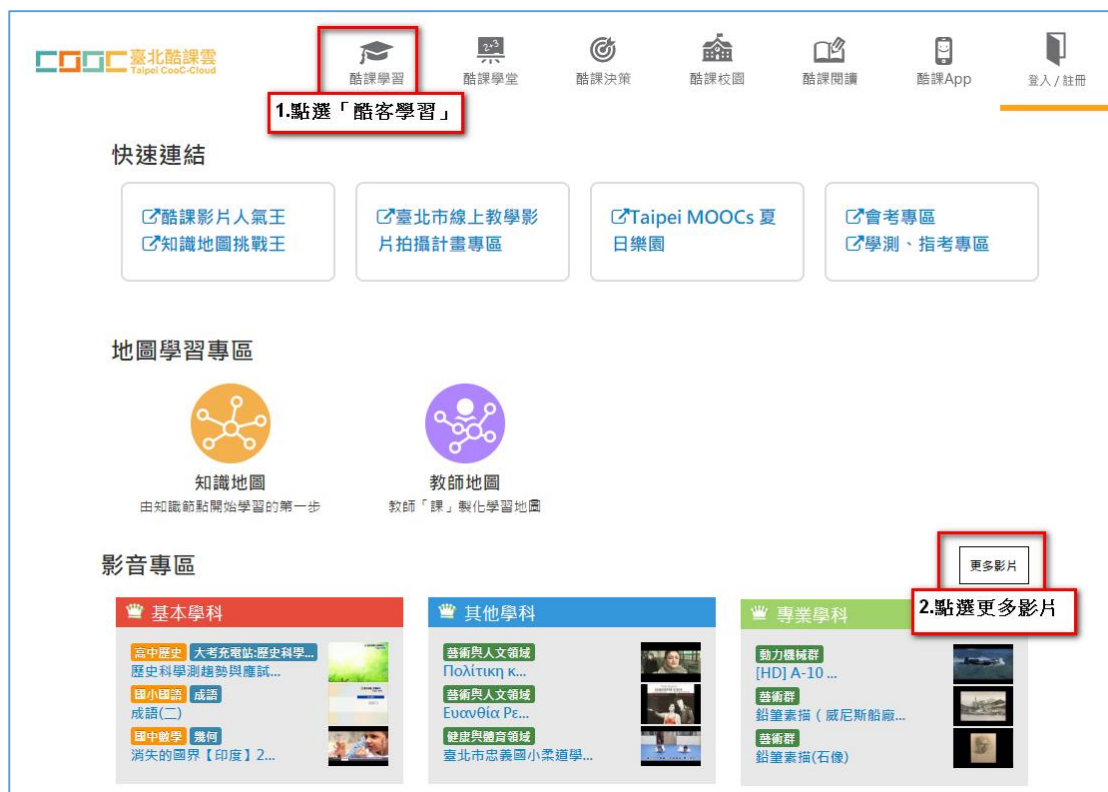 COOC 臺北酷課雲
Taipei CooC-Cloud
酷課學習
酷課學堂
酷課決策
酷課校園
酷課閱讀
酷課App
登入/註冊
1.點選「酷客學習」
快速連結
酷課影片人氣王
知識地圖挑戰王
臺北市線上教學影
片拍攝計畫專區
Taipei MOOCs 夏
日樂園
會考專區
學測、指考專區
地圖學習專區
知識地圖
由知識節點開始學習的第一步
教師地圖
教師「課」製化學習地圖
影音專區
更多影片
2.點選更多影片
基本學科
高中歷史 大考充電站:歷史科學...
歷史科學測趨勢與應試...
國小國語 成語
成語(二)
國中數學 幾何
消失的國界【印度】2...
其他學科
藝術與人文領域
Πολίτικη κ...
藝術與人文領域
Ευανθία Ρε...
健康與體育領域
臺北市忠義國小柔道學...
專業學科
動力機械群
[HD] A-10 ...
藝術群
鉛筆素描(威尼斯船廠...
藝術群
鉛筆素描(石像)